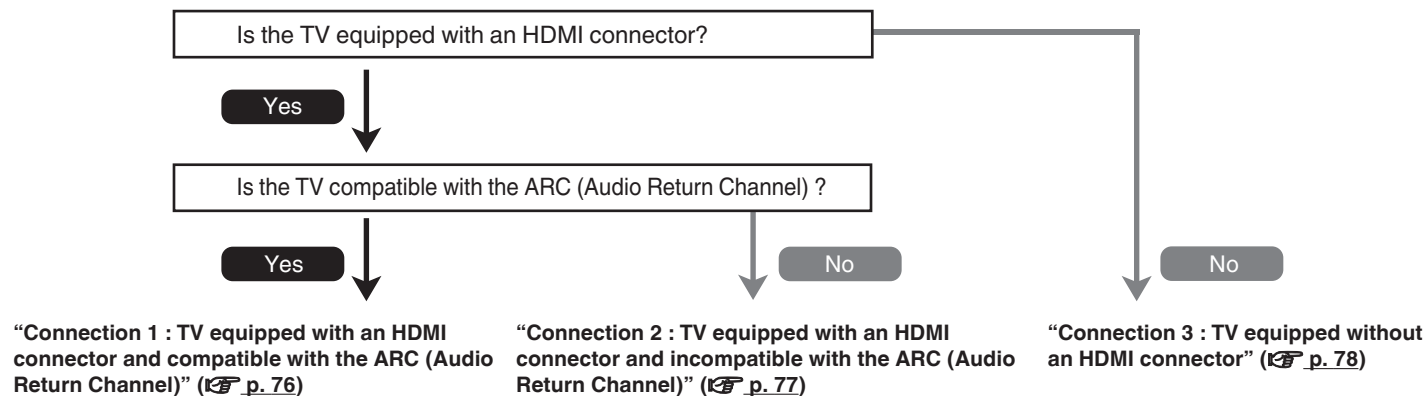 Is the TV equipped with an HDMI connector?
Yes
Is the TV compatible with the ARC (Audio Return Channel) ?
Yes
No
No
“Connection 1 : TV equipped with an HDMI
connector and compatible with the ARC (Audio
Return Channel)” (☞ p. 76)
“Connection 2 : TV equipped with an HDMI
connector and incompatible with the ARC (Audio
Return Channel)” (☞ p. 77)
“Connection 3 : TV equipped without
an HDMI connector” (☞ p. 78)